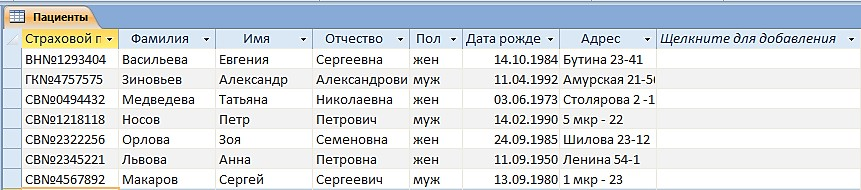 Пациенты
Страховой п Фамилия Имя Отчество Пол Дата рожде Адрес Щелкните для добавления
ВН№1293404 Васильева Евгения Сергеевна жен 14.10.1984 Бутина 23-41
ГК№4757575 Зиновьев Александр Александрови муж 11.04.1992 Амурская 21-56
СВ№0494432 Медведева Татьяна Николаевна жен 03.06.1973 Столярова 2 -1
СВ№1218118 Носов Петр Петрович муж 14.02.1990 5 мкр - 22
СВ№2322256 Орлова Зоя Семеновна жен 24.09.1985 Шилова 23-12
СВ№2345221 Львова Анна Петровна жен 11.09.1950 Ленина 54-1
СВ№4567892 Макаров Сергей Сергеевич муж 13.09.1980 1 мкр - 23